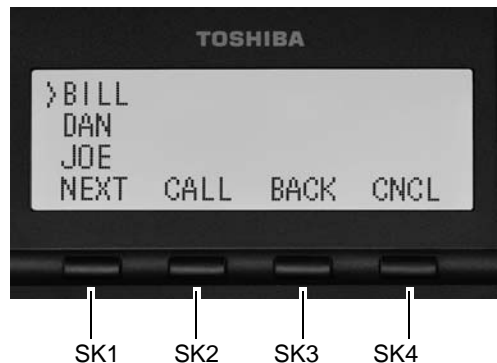 TOSHIBA
>BILL
DAN
JOE
NEXT CALL BACK CNCL
SK1 SK2 SK3 SK4